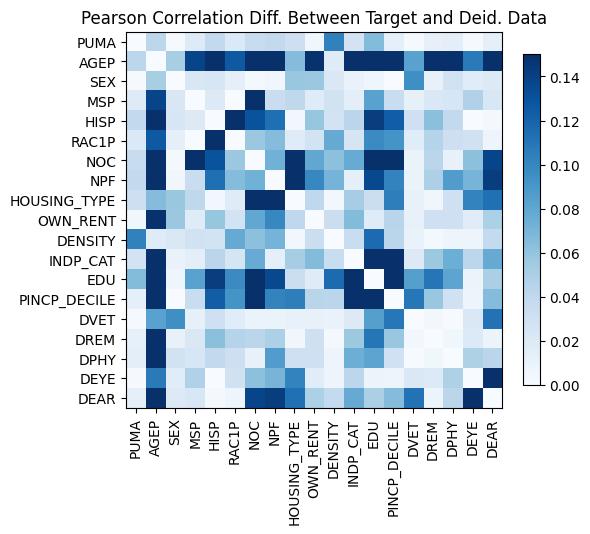 Pearson Correlation Diff. Between Target and Deid. Data
PUMA
AGEP
SEX
MSP
HISP
RAC1P
NOC
NPF
HOUSING_TYPE
OWN_RENT
DENSITY
INDP_CAT
EDU
PINCP_DECILE
DVET
DREM
DPHY
DEYE
DEAR
PUMA
AGEP
SEX
MSP
HISP
RAC1P
NOC
NPF
HOUSING_TYPE
OWN_RENT
DENSITY
INDP_CAT
EDU
PINCP_DECILE
DVET
DREM
DPHY
DEYE
DEAR
0.14
0.12
0.10
0.08
0.06
0.04
0.02
0.00